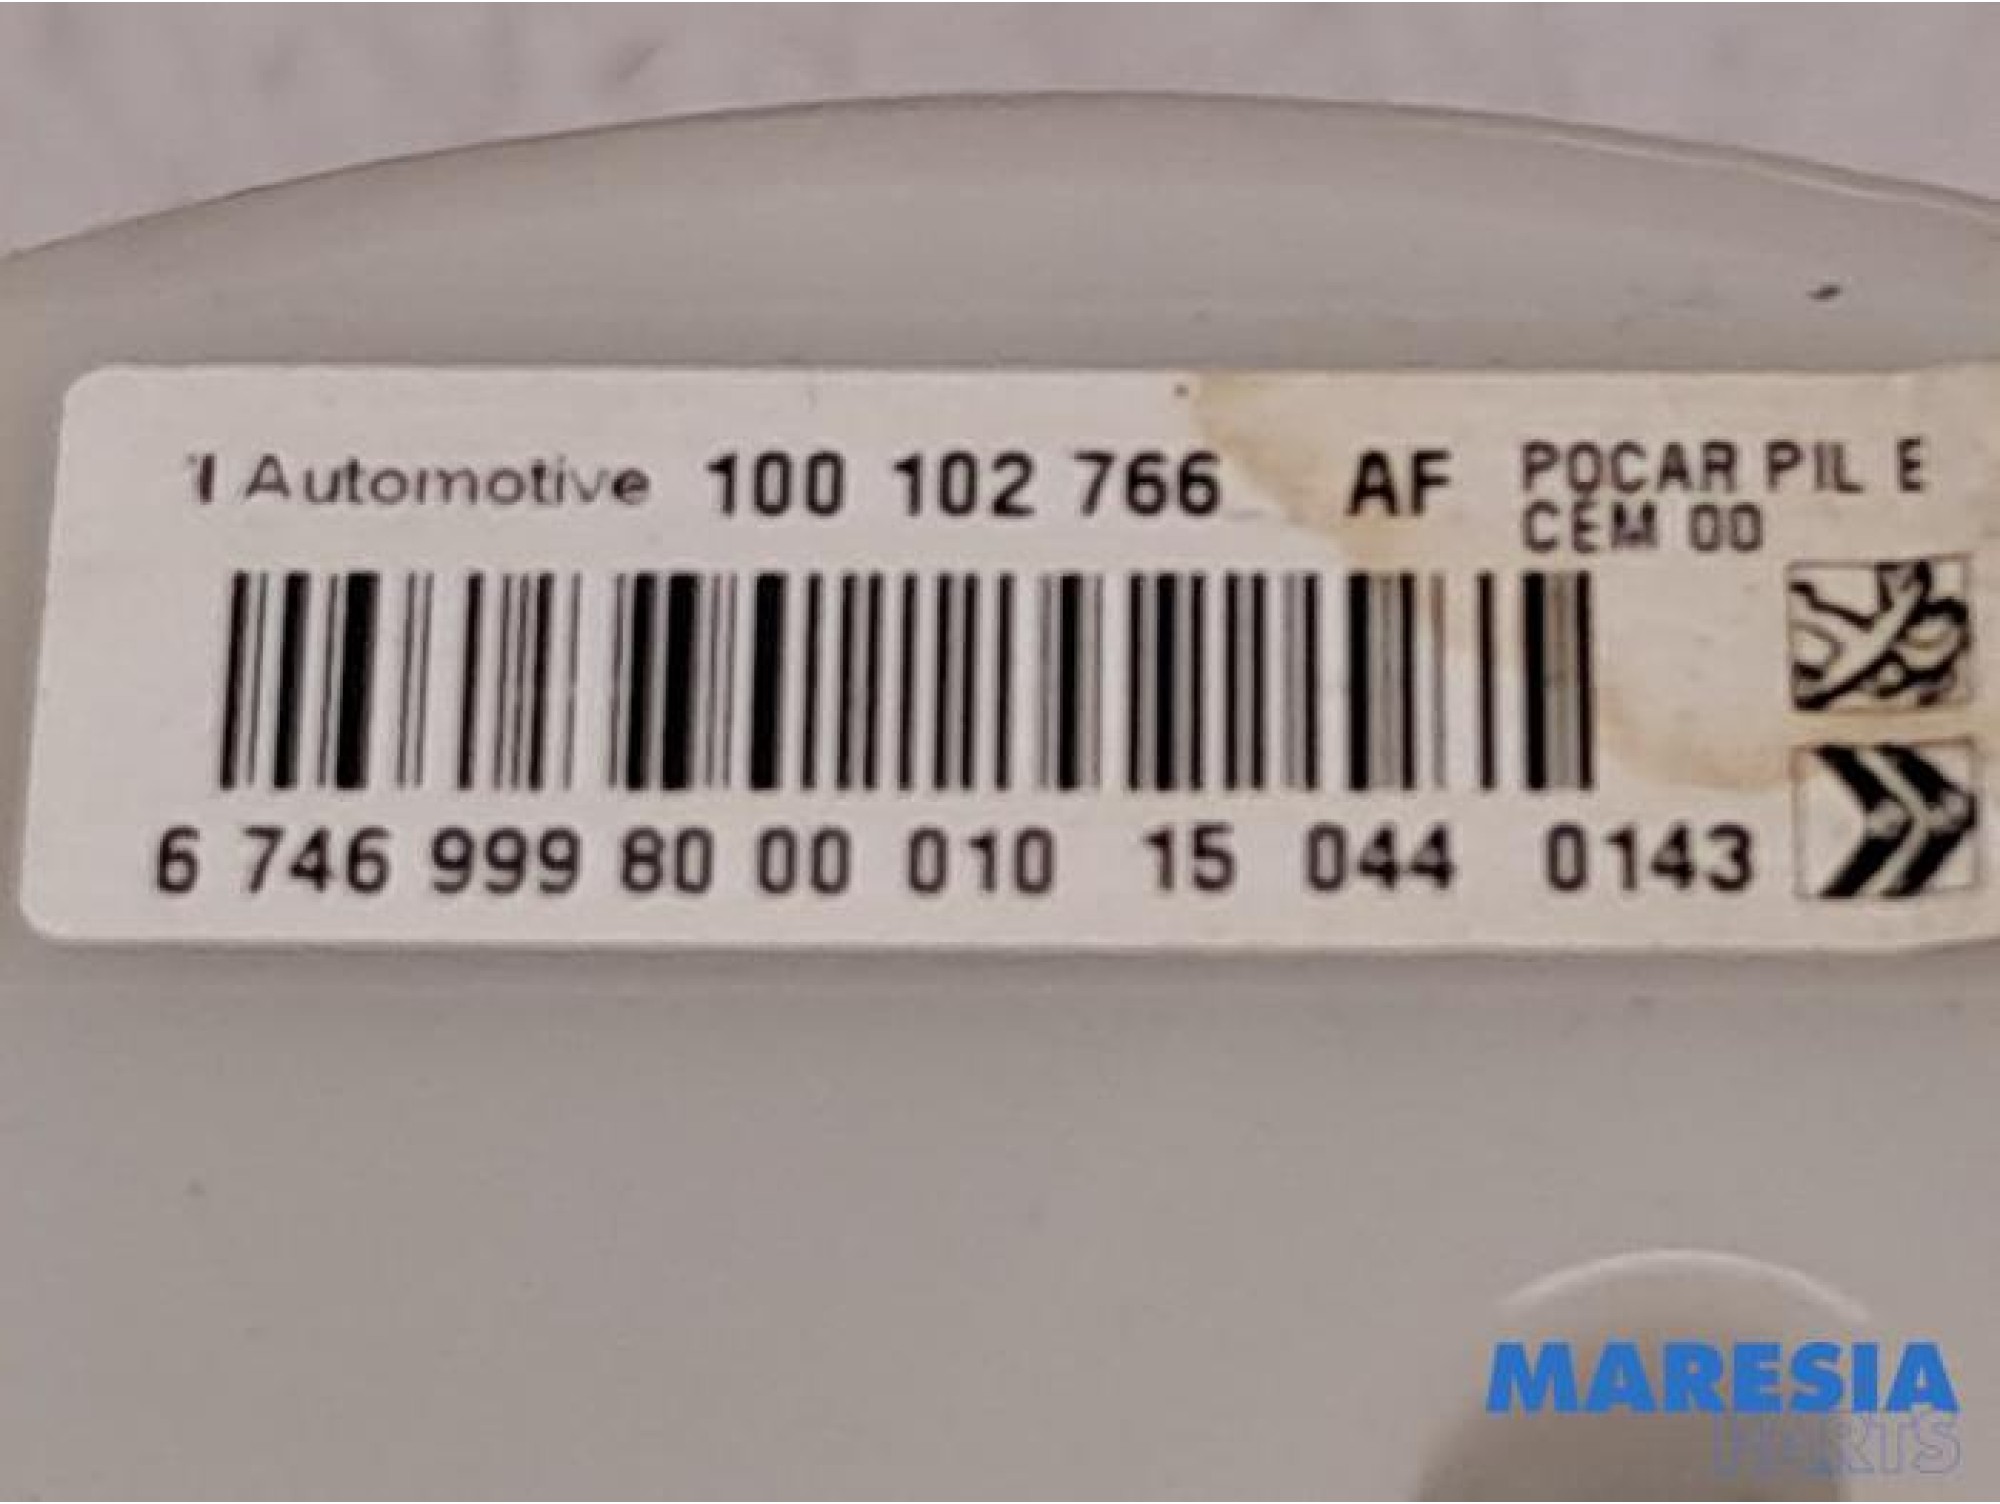 Automotive 100 102 766 AF POCAR PIL E
CEM 00
6 746 999 80 00 010 15 044 0143
MARESIA
PARTS